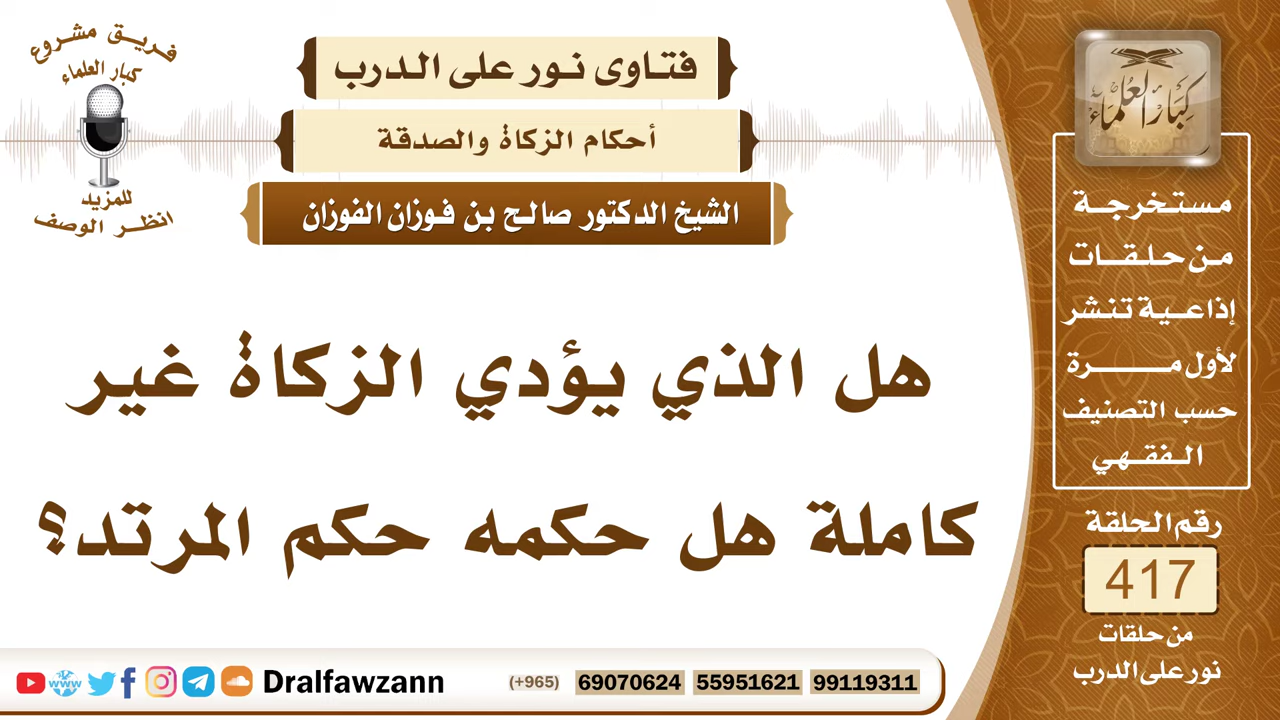 فريق مشروع
كبار العلماء
للمزيد
انظر الوصف
فتاوى نور على الدرب
أحكام الزكاة والصدقة
الشيخ الدكتور صالح بن فوزان الفوزان
هل الذي يؤدي الزكاة غير
كاملة هل حكمه حكم المرتد؟
كبار العلماء
مستخرجة
من حلقات
إذاعية تنشر
لأول مرة
حسب التصنيف
الفقهي
رقم الحلقة
417
من حلقات
نور على الدرب
www
Dralfawzann
(+965) 69070624 55951621 99119311